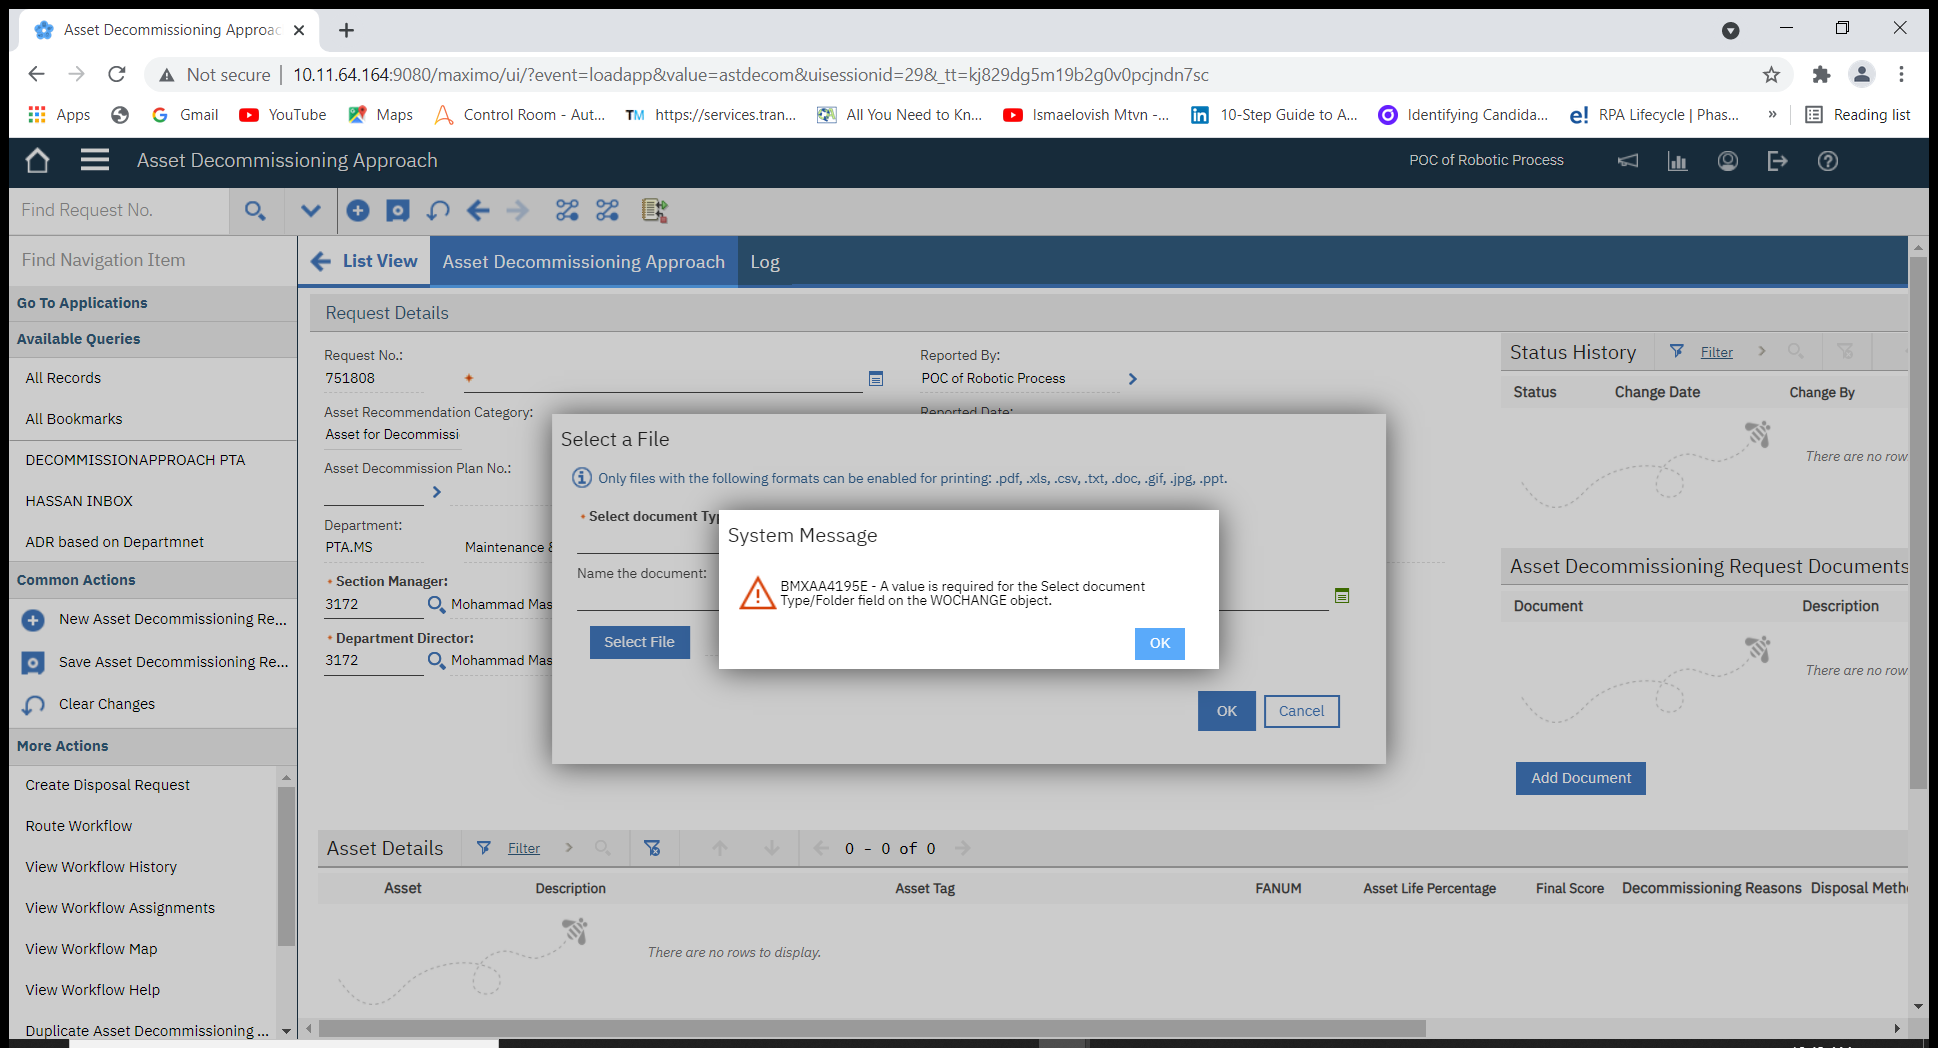 Asset Decommissioning Approac
Not secure | 10.11.64.164:9080/maximo/ui/?event=loadapp&value=astdecom&uisessionid=29&_tt=kj829dg5m19b2g0v0pcjndn7sc
Apps Gmail YouTube Maps Control Room - Aut... TM https://services.tran... All You Need to Kn... Ismaelovish Mtvn -... 10-Step Guide to A... Identifying Candida... e! RPA Lifecycle | Phas... » Reading list
Asset Decommissioning Approach
POC of Robotic Process
Find Request No.
Find Navigation Item
Go To Applications
Available Queries
All Records
All Bookmarks
DECOMMISSIONAPPROACH PTA
HASSAN INBOX
ADR based on Departmnet
Common Actions
New Asset Decommissioning Re...
Save Asset Decommissioning Re...
Clear Changes
More Actions
Create Disposal Request
Route Workflow
View Workflow History
View Workflow Assignments
View Workflow Map
View Workflow Help
Duplicate Asset Decommissioning ...
List View Asset Decommissioning Approach Log
Request Details
Request No.:
751808
Asset Recommendation Category:
Asset for Decommissi
Asset Decommission Plan No.:
Department:
PTA.MS Maintenance &
Section Manager:
3172 Mohammad Mas
Department Director:
3172 Mohammad Mas
Reported By:
POC of Robotic Process
Reported Date:
Select a File
Only files with the following formats can be enabled for printing: .pdf, .xls, .csv, .txt, .doc, .gif, .jpg, .ppt.
Select document Typ
Name the document:
Select File
OK Cancel
System Message
BMXAA4195E - A value is required for the Select document
Type/Folder field on the WOCHANGE object.
OK
Status History Filter
Status Change Date Change By
There are no row
Asset Decommissioning Request Documents
Document Description
There are no row
Add Document
Asset Details Filter 0 - 0 of 0
Asset Description Asset Tag FANUM Asset Life Percentage Final Score Decommissioning Reasons Disposal Meth
There are no rows to display.